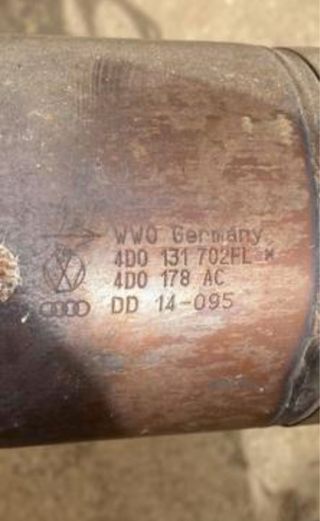 WWO Germany
4D0 131 702FL *
4D0 178 AC
DD 14-095